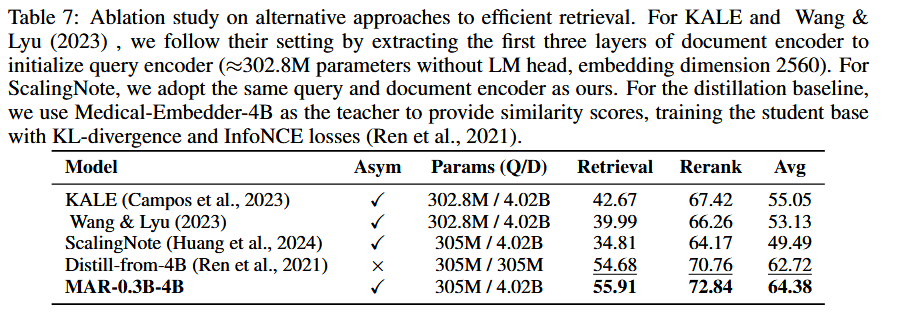 Table 7: Ablation study on alternative approaches to efficient retrieval. For KALE and Wang &
Lyu (2023) , we follow their setting by extracting the first three layers of document encoder to
initialize query encoder (≈302.8M parameters without LM head, embedding dimension 2560). For
ScalingNote, we adopt the same query and document encoder as ours. For the distillation baseline,
we use Medical-Embedder-4B as the teacher to provide similarity scores, training the student base
with KL-divergence and InfoNCE losses (Ren et al., 2021).
Model Asym Params (Q/D) Retrieval Rerank Avg
KALE (Campos et al., 2023) ✓ 302.8M / 4.02B 42.67 67.42 55.05
Wang & Lyu (2023) ✓ 302.8M / 4.02B 39.99 66.26 53.13
ScalingNote (Huang et al., 2024) ✓ 305M / 4.02B 34.81 64.17 49.49
Distill-from-4B (Ren et al., 2021) × 305M / 305M 54.68 70.76 62.72
MAR-0.3B-4B ✓ 305M / 4.02B 55.91 72.84 64.38